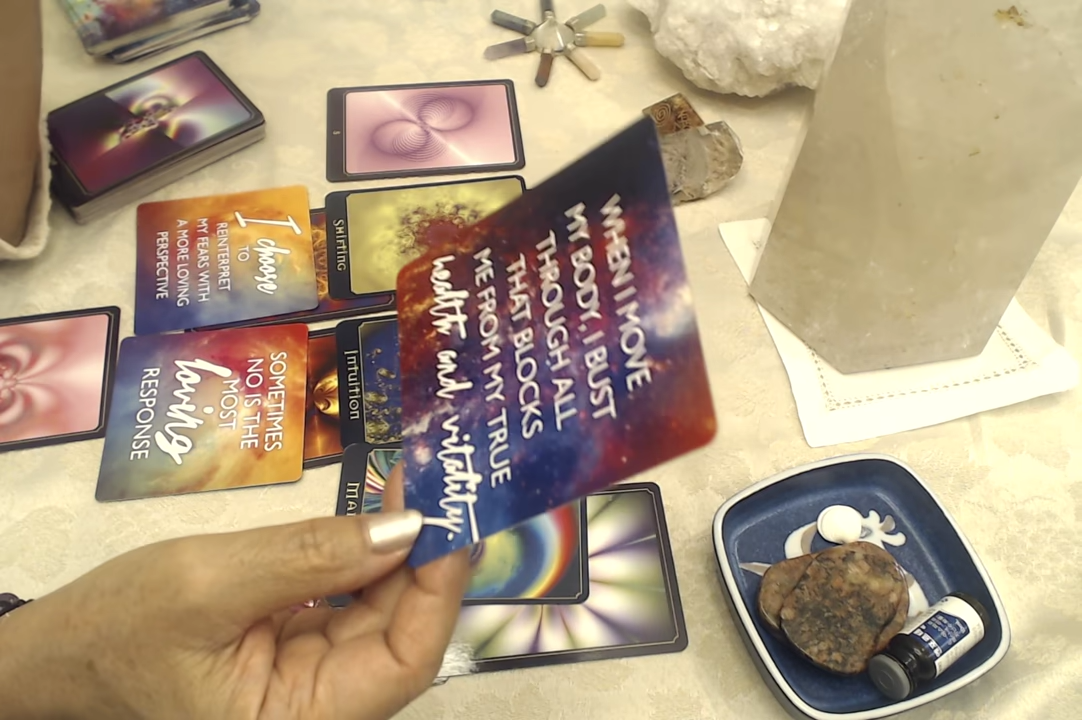 I choose
TO
REINTERPRET
MY FEARS WITH
A MORE LOVING
PERSPECTIVE
Shifting
SOMETIMES
NO IS THE
MOST
loving
RESPONSE
Intuition
WHEN I MOVE
MY BODY, I BUST
THROUGH ALL
THAT BLOCKS
ME FROM MY TRUE
health and vitality.